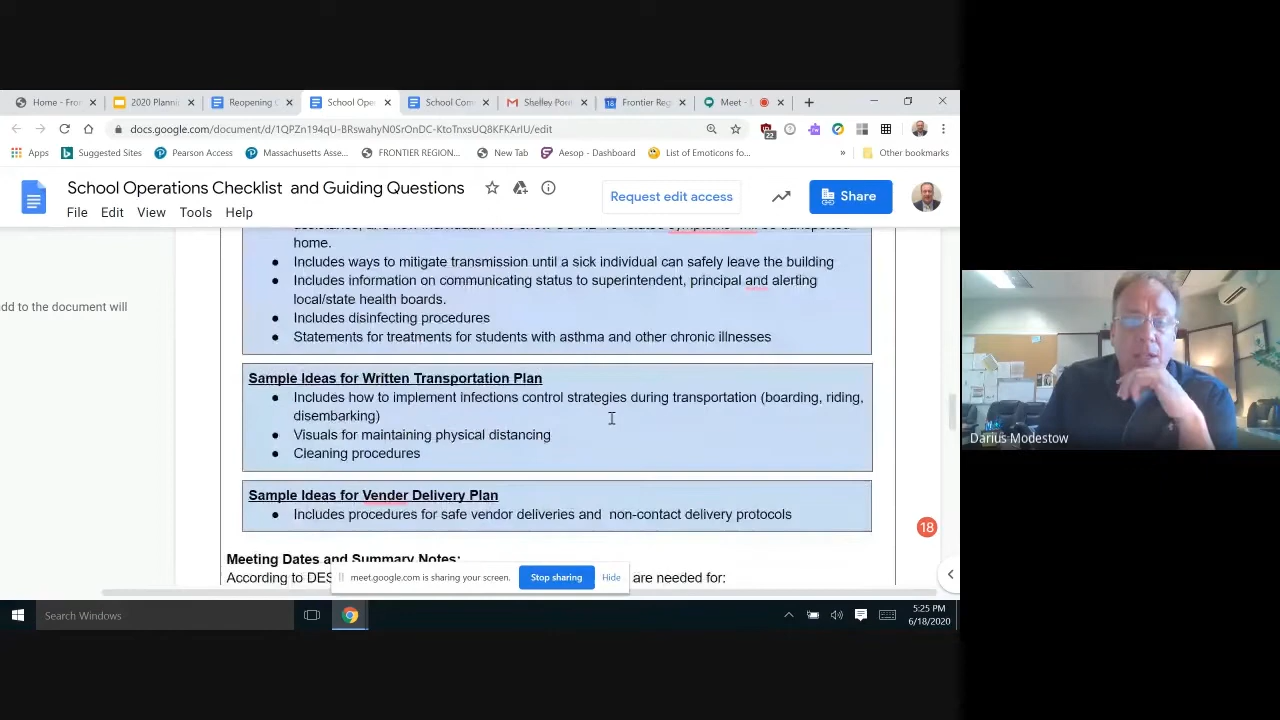 Home - Fron
2020 Plannin
Reopening C
School Oper
School Com
Shelley Pore
Frontier Reg
Meet -
docs.google.com/document/d/1QPZn194qU-BRswahyN0SrOnDC-KtoTnxsUQ8KFKArlU/edit
22
Apps
Suggested Sites
Pearson Access
Massachusetts Asse...
FRONTIER REGION...
New Tab
Aesop - Dashboard
List of Emoticons fo...
»
Other bookmarks
School Operations Checklist and Guiding Questions
Request edit access
Share
File Edit View Tools Help
home.
● Includes ways to mitigate transmission until a sick individual can safely leave the building
● Includes information on communicating status to superintendent, principal and alerting
local/state health boards.
● Includes disinfecting procedures
● Statements for treatments for students with asthma and other chronic illnesses
dd to the document will
Sample Ideas for Written Transportation Plan
● Includes how to implement infections control strategies during transportation (boarding, riding,
disembarking)
● Visuals for maintaining physical distancing
● Cleaning procedures
Sample Ideas for Vender Delivery Plan
● Includes procedures for safe vendor deliveries and non-contact delivery protocols
18
Meeting Dates and Summary Notes:
According to DES
are needed for:
meet.google.com is sharing your screen.
Stop sharing
Hide
Search Windows
5:25 PM
6/18/2020
Darius Modestow